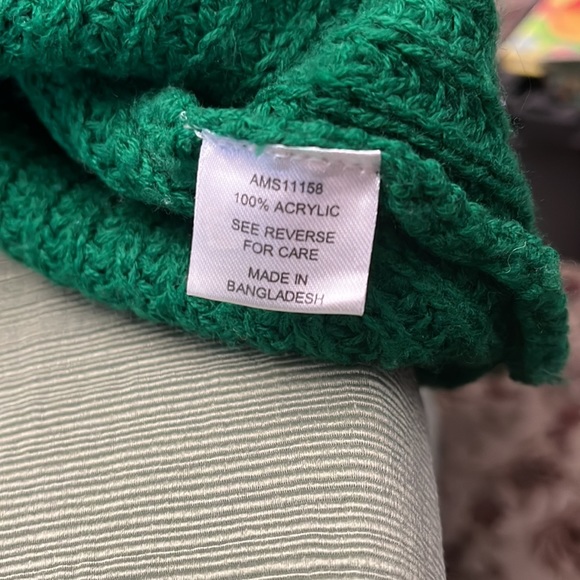 AMS11158
100% ACRYLIC
SEE REVERSE
FOR CARE
MADE IN
BANGLADESH